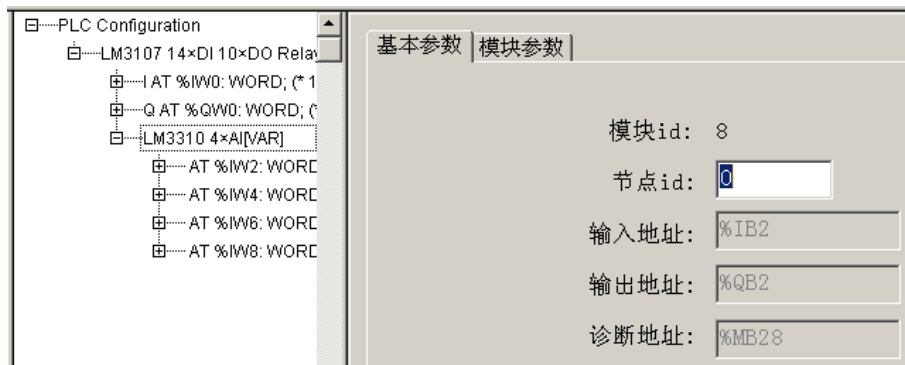 PLC Configuration
LM3107 14×DI 10×DO Relay
I AT %IW0: WORD; (* 1
Q AT %QW0: WORD; (*
LM3310 4×AI[VAR]
AT %IW2: WORD
AT %IW4: WORD
AT %IW6: WORD
AT %IW8: WORD
基本参数 模块参数
模块id: 8
节点id: 0
输入地址: %IB2
输出地址: %QB2
诊断地址: %MB28